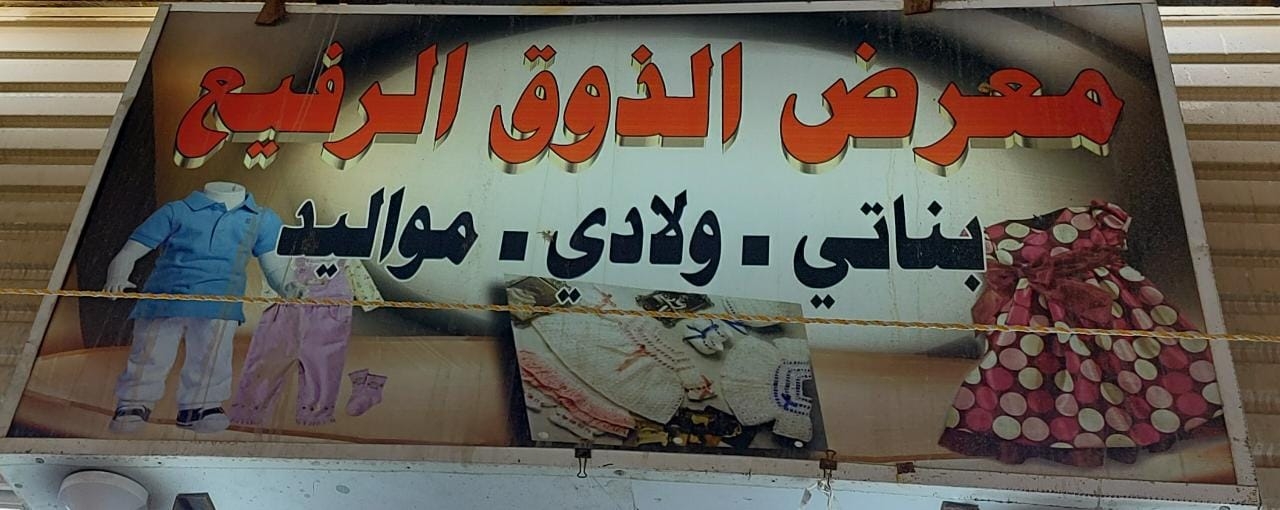 معرض الذوق الرفيع
بناتي . ولادي . مواليد